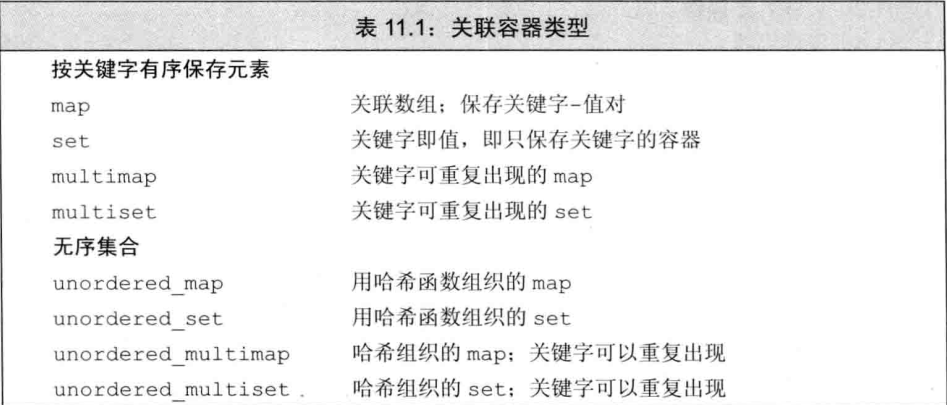 表 11.1：关联容器类型
按关键字有序保存元素
map 关联数组；保存关键字-值对
set 关键字即值，即只保存关键字的容器
multimap 关键字可重复出现的 map
multiset 关键字可重复出现的 set
无序集合
unordered_map 用哈希函数组织的 map
unordered_set 用哈希函数组织的 set
unordered_multimap 哈希组织的 map；关键字可以重复出现
unordered_multiset 哈希组织的 set；关键字可以重复出现